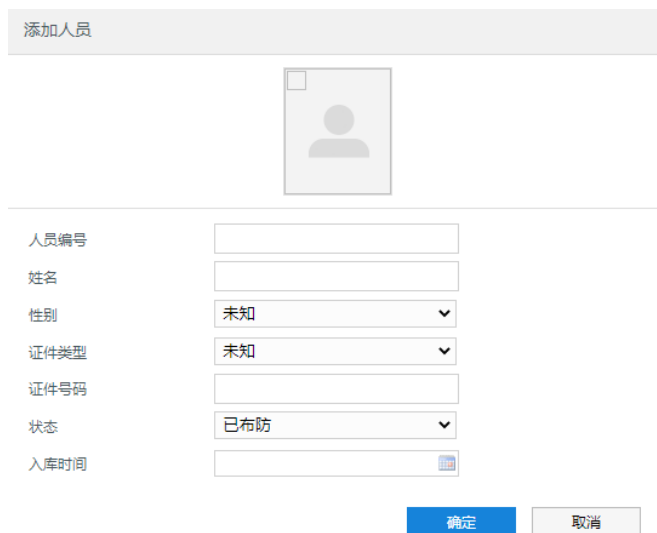 添加人员
人员编号
姓名
性别 未知
证件类型 未知
证件号码
状态 已布防
入库时间
确定 取消